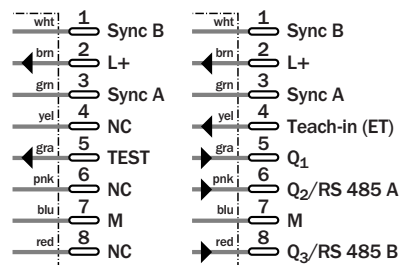 wht 1 Sync B
brn 2 L+
grn 3 Sync A
yel 4 NC
gra 5 TEST
pnk 6 NC
blu 7 M
red 8 NC
wht 1 Sync B
brn 2 L+
grn 3 Sync A
yel 4 Teach-in (ET)
gra 5 Q₁
pnk 6 Q₂/RS 485 A
blu 7 M
red 8 Q₃/RS 485 B